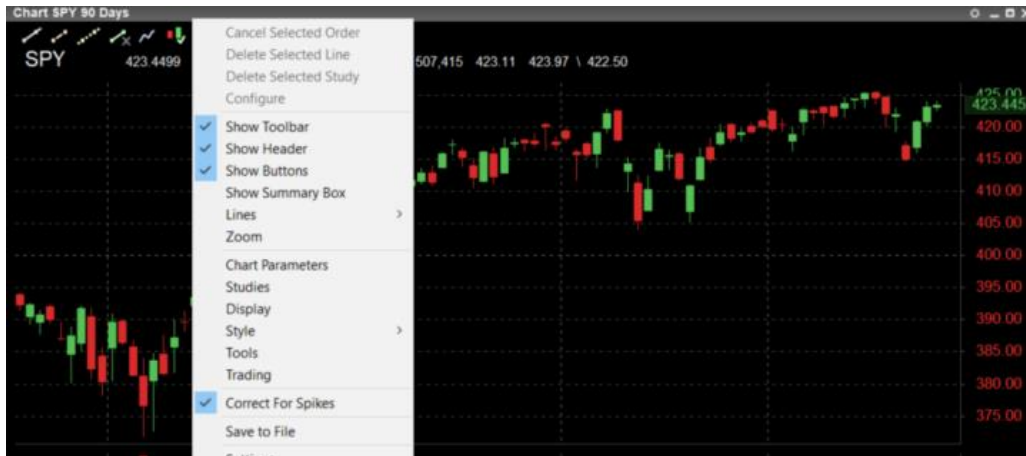 Chart SPY 90 Days
SPY 423.4499 507,415 423.11 423.97 \ 422.50
Cancel Selected Order
Delete Selected Line
Delete Selected Study
Configure
Show Toolbar
Show Header
Show Buttons
Show Summary Box
Lines
Zoom
Chart Parameters
Studies
Display
Style
Tools
Trading
Correct For Spikes
Save to File
425.00
423.445
420.00
415.00
410.00
405.00
400.00
395.00
390.00
385.00
380.00
375.00